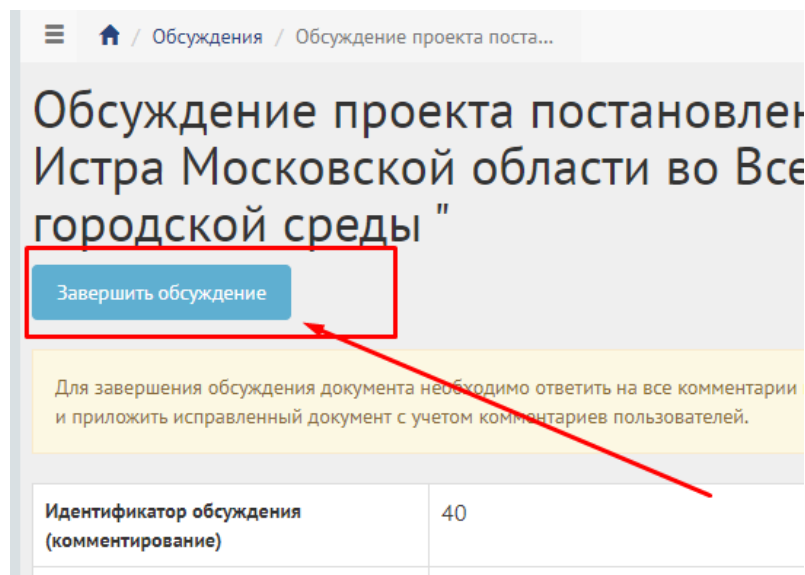 / Обсуждения / Обсуждение проекта поста...
Обсуждение проекта постановлен
Истра Московской области во Все
городской среды "
Завершить обсуждение
Для завершения обсуждения документа необходимо ответить на все комментарии
и приложить исправленный документ с учетом комментариев пользователей.
Идентификатор обсуждения 40
(комментирование)